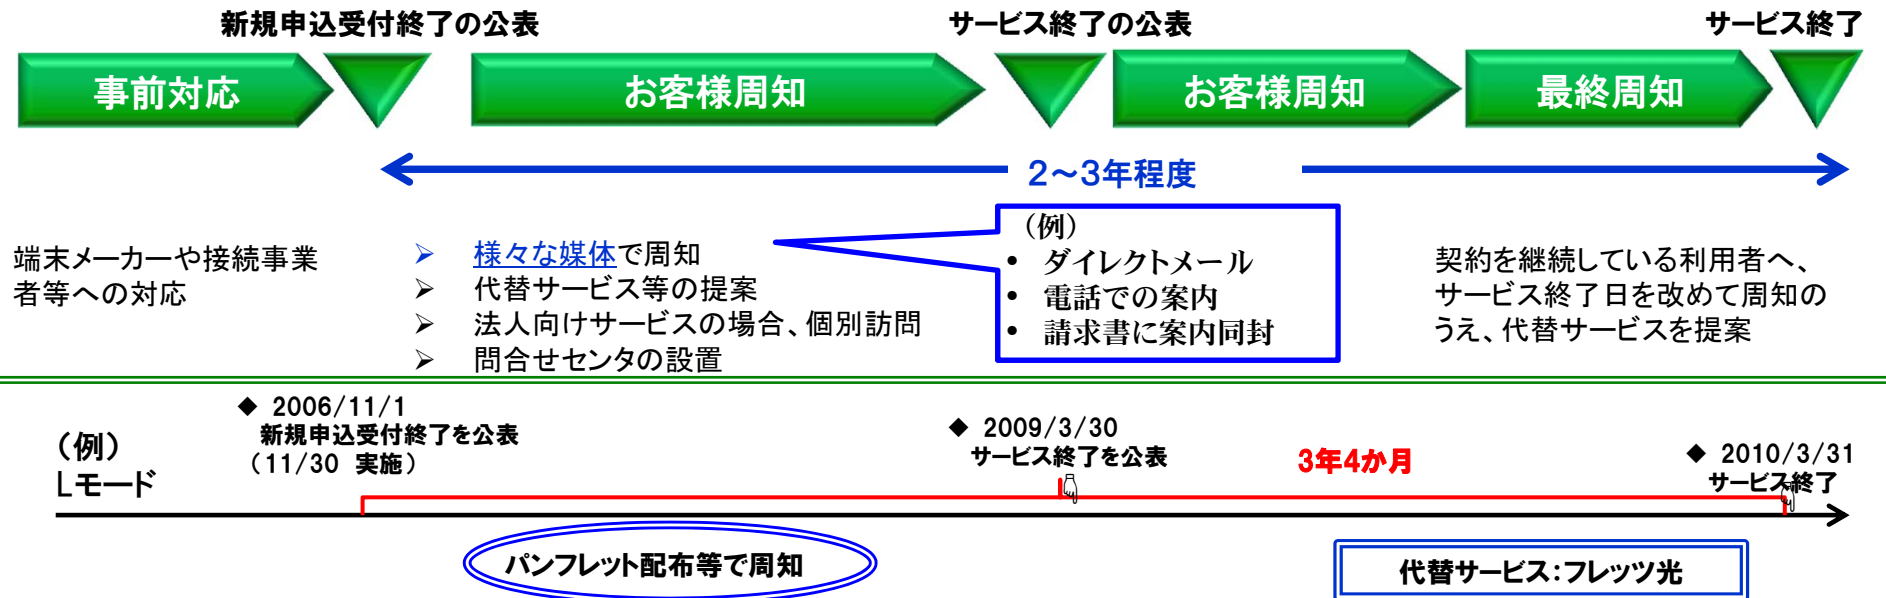 新規申込受付終了の公表
サービス終了の公表
サービス終了
事前対応
お客様周知
お客様周知
最終周知
2～3年程度
端末メーカーや接続事業
者等への対応
➢ 様々な媒体で周知
➢ 代替サービス等の提案
➢ 法人向けサービスの場合、個別訪問
➢ 問合せセンタの設置
（例）
• ダイレクトメール
• 電話での案内
• 請求書に案内同封
契約を継続している利用者へ、
サービス終了日を改めて周知の
うえ、代替サービスを提案
（例）
Lモード
◆ 2006/11/1
新規申込受付終了を公表
（11/30 実施）
◆ 2009/3/30
サービス終了を公表
3年4か月
◆ 2010/3/31
サービス終了
パンフレット配布等で周知
代替サービス：フレッツ光